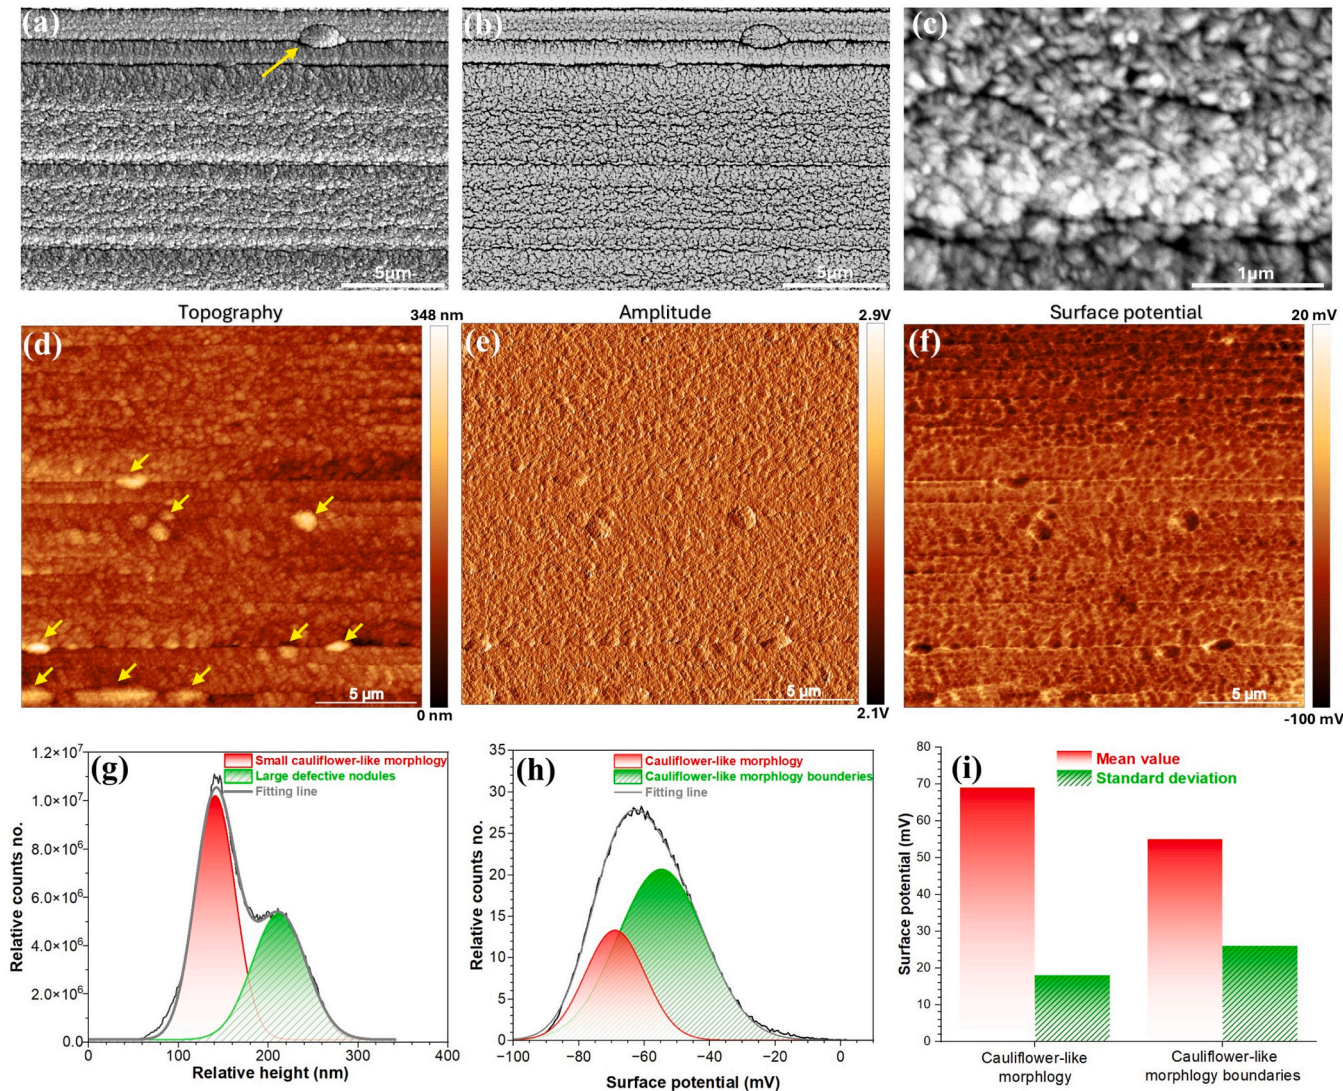 (a)
(b)
(c)
5μm
5μm
1μm
Topography
348 nm
Amplitude
2.9V
Surface potential
20 mV
(d)
(e)
(f)
5 μm
5 μm
5 μm
0 nm
2.1V
-100 mV
(g)
Small cauliflower-like morphlogy
Large defective nodules
Fitting line
Relative counts no.
1.2×10⁷
1.0×10⁷
8.0×10⁶
6.0×10⁶
4.0×10⁶
2.0×10⁶
0.0
0
100
200
300
400
Relative height (nm)
(h)
Cauliflower-like morphlogy
Cauliflower-like morphlogy bounderies
Fitting line
Relative counts no.
35
30
25
20
15
10
5
0
−100
−80
−60
−40
−20
0
Surface potential (mV)
(i)
Mean value
Standard deviation
Surface potential (mV)
80
70
60
50
40
30
20
10
0
Cauliflower-like
morphlogy
Cauliflower-like
morphlogy boundaries